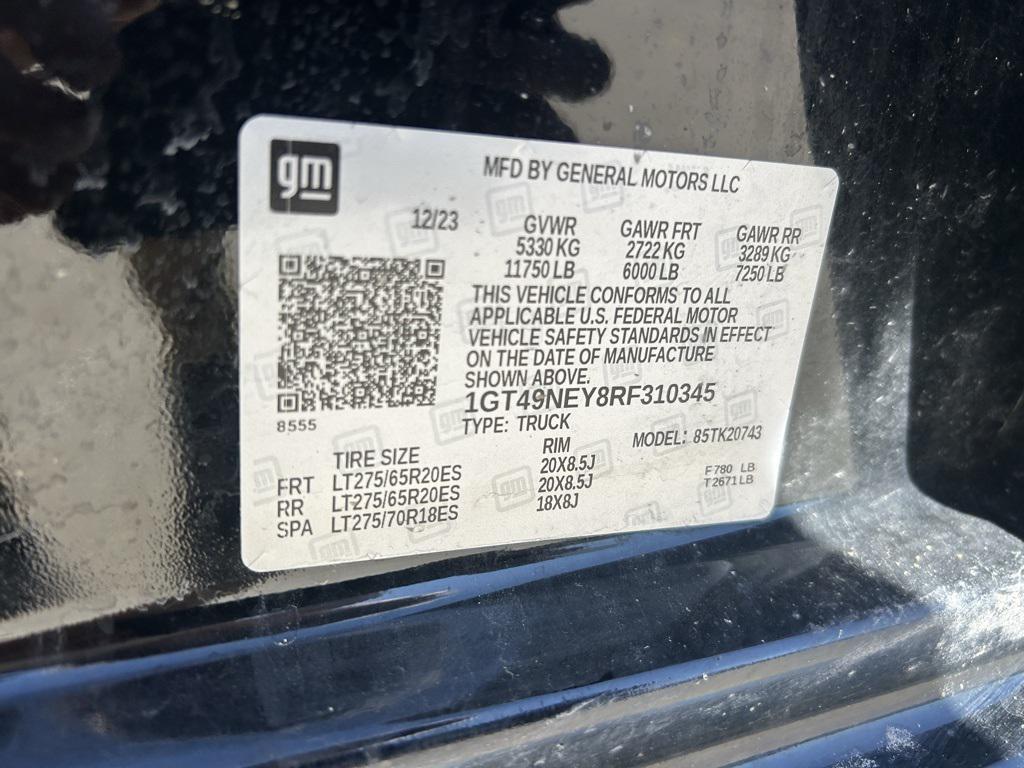 gm
MFD BY GENERAL MOTORS LLC
12/23 GVWR GAWR FRT GAWR RR
5330 KG 2722 KG 3289 KG
11750 LB 6000 LB 7250 LB
THIS VEHICLE CONFORMS TO ALL
APPLICABLE U.S. FEDERAL MOTOR
VEHICLE SAFETY STANDARDS IN EFFECT
ON THE DATE OF MANUFACTURE
SHOWN ABOVE.
1GT49NEY8RF310345
8555
TYPE: TRUCK MODEL: 85TK20743
TIRE SIZE RIM
FRT LT275/65R20ES 20X8.5J F 780 LB
RR LT275/65R20ES 20X8.5J T 2671 LB
SPA LT275/70R18ES 18X8J